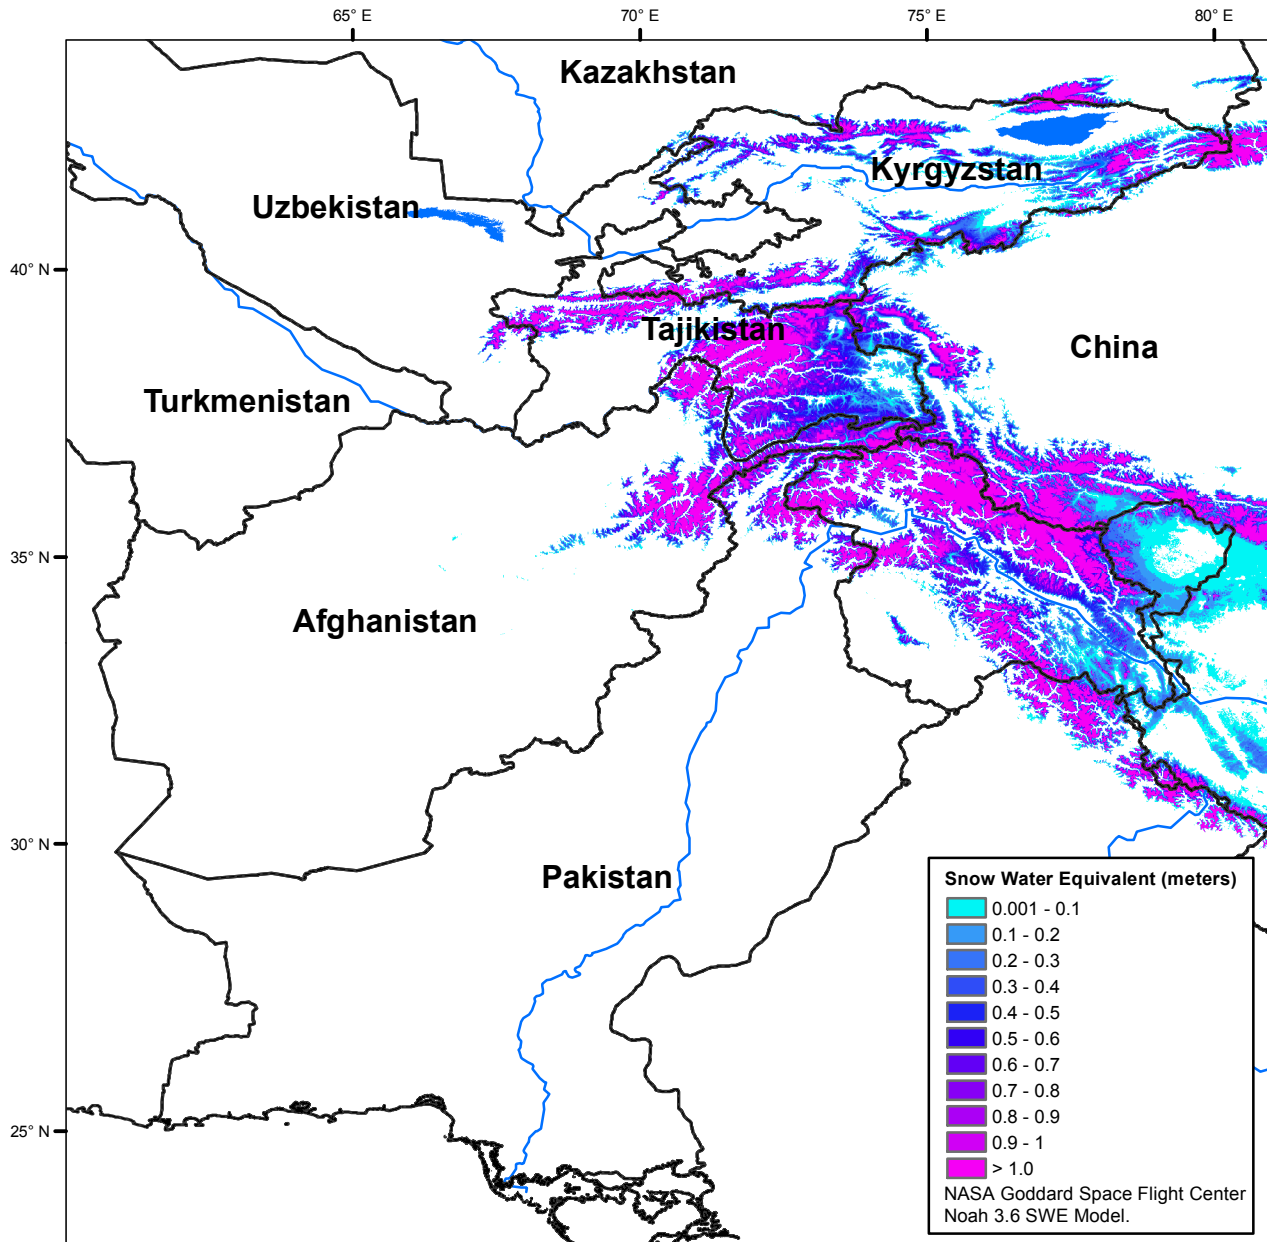 65° E
70° E
75° E
80° E
Kazakhstan
Kyrgyzstan
Uzbekistan
40° N
Tajikistan
China
Turkmenistan
35° N
Afghanistan
30° N
Pakistan
25° N
Snow Water Equivalent (meters)
0.001 - 0.1
0.1 - 0.2
0.2 - 0.3
0.3 - 0.4
0.4 - 0.5
0.5 - 0.6
0.6 - 0.7
0.7 - 0.8
0.8 - 0.9
0.9 - 1
> 1.0
NASA Goddard Space Flight Center
Noah 3.6 SWE Model.